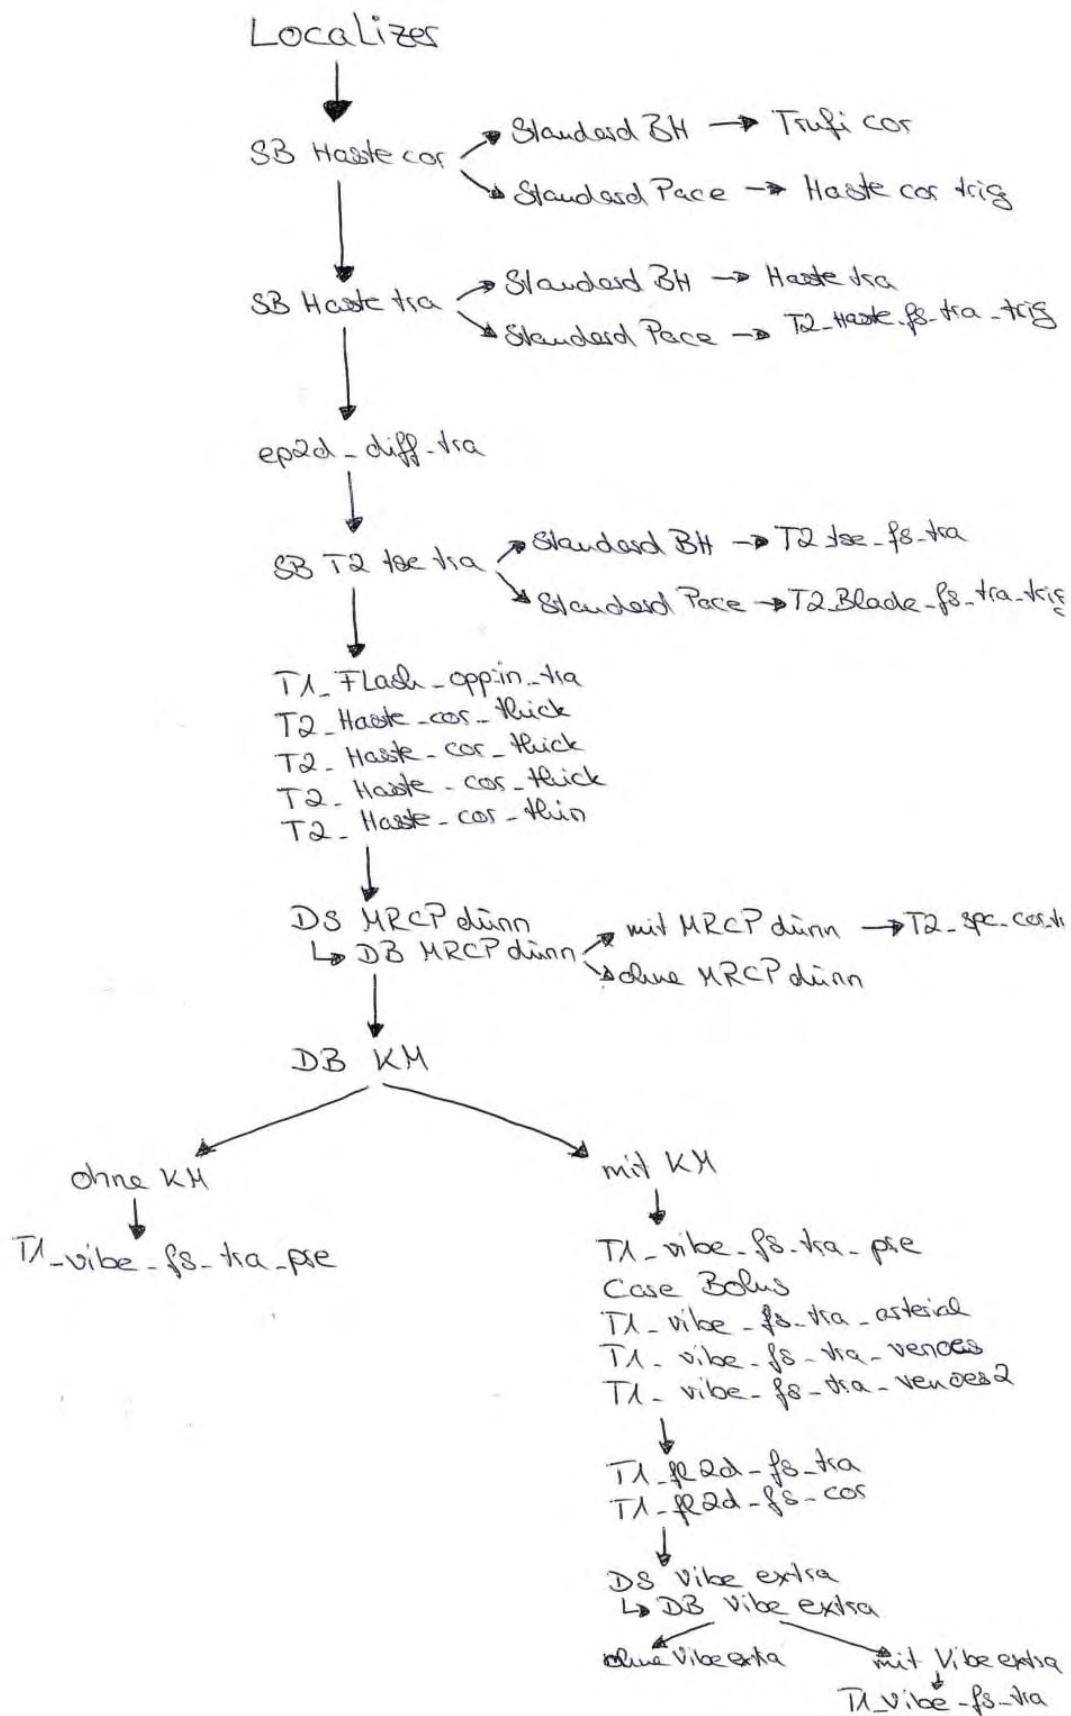 Localizer
SB Haste cor
Standard BH → Trufi cor
Standard Pace → Haste cor trig
SB Haste tra
Standard BH → Haste tra
Standard Pace → T2_Haste_fs_tra_trig
ep2d_diff_tra
SB T2 tse tra
Standard BH → T2_tse_fs_tra
Standard Pace → T2_Blade_fs_tra_trig
T1_Flash_opp:in_tra
T2_Haste_cor_thick
T2_Haste_cor_thick
T2_Haste_cor_thick
T2_Haste_cor_thin
DS MRCP dünn
↳ DB MRCP dünn
mit MRCP dünn → T2_spc_cor_tr
ohne MRCP dünn
DB KM
ohne KM
T1_vibe_fs_tra_pre
mit KM
T1_vibe_fs_tra_pre
Care Bolus
T1_vibe_fs_tra_arterial
T1_vibe_fs_tra_venoes
T1_vibe_fs_tra_venoes2
T1_fl2d_fs_tra
T1_fl2d_fs_cor
DS Vibe extra
↳ DB Vibe extra
ohne Vibe extra
mit Vibe extra
T1_Vibe_fs_tra